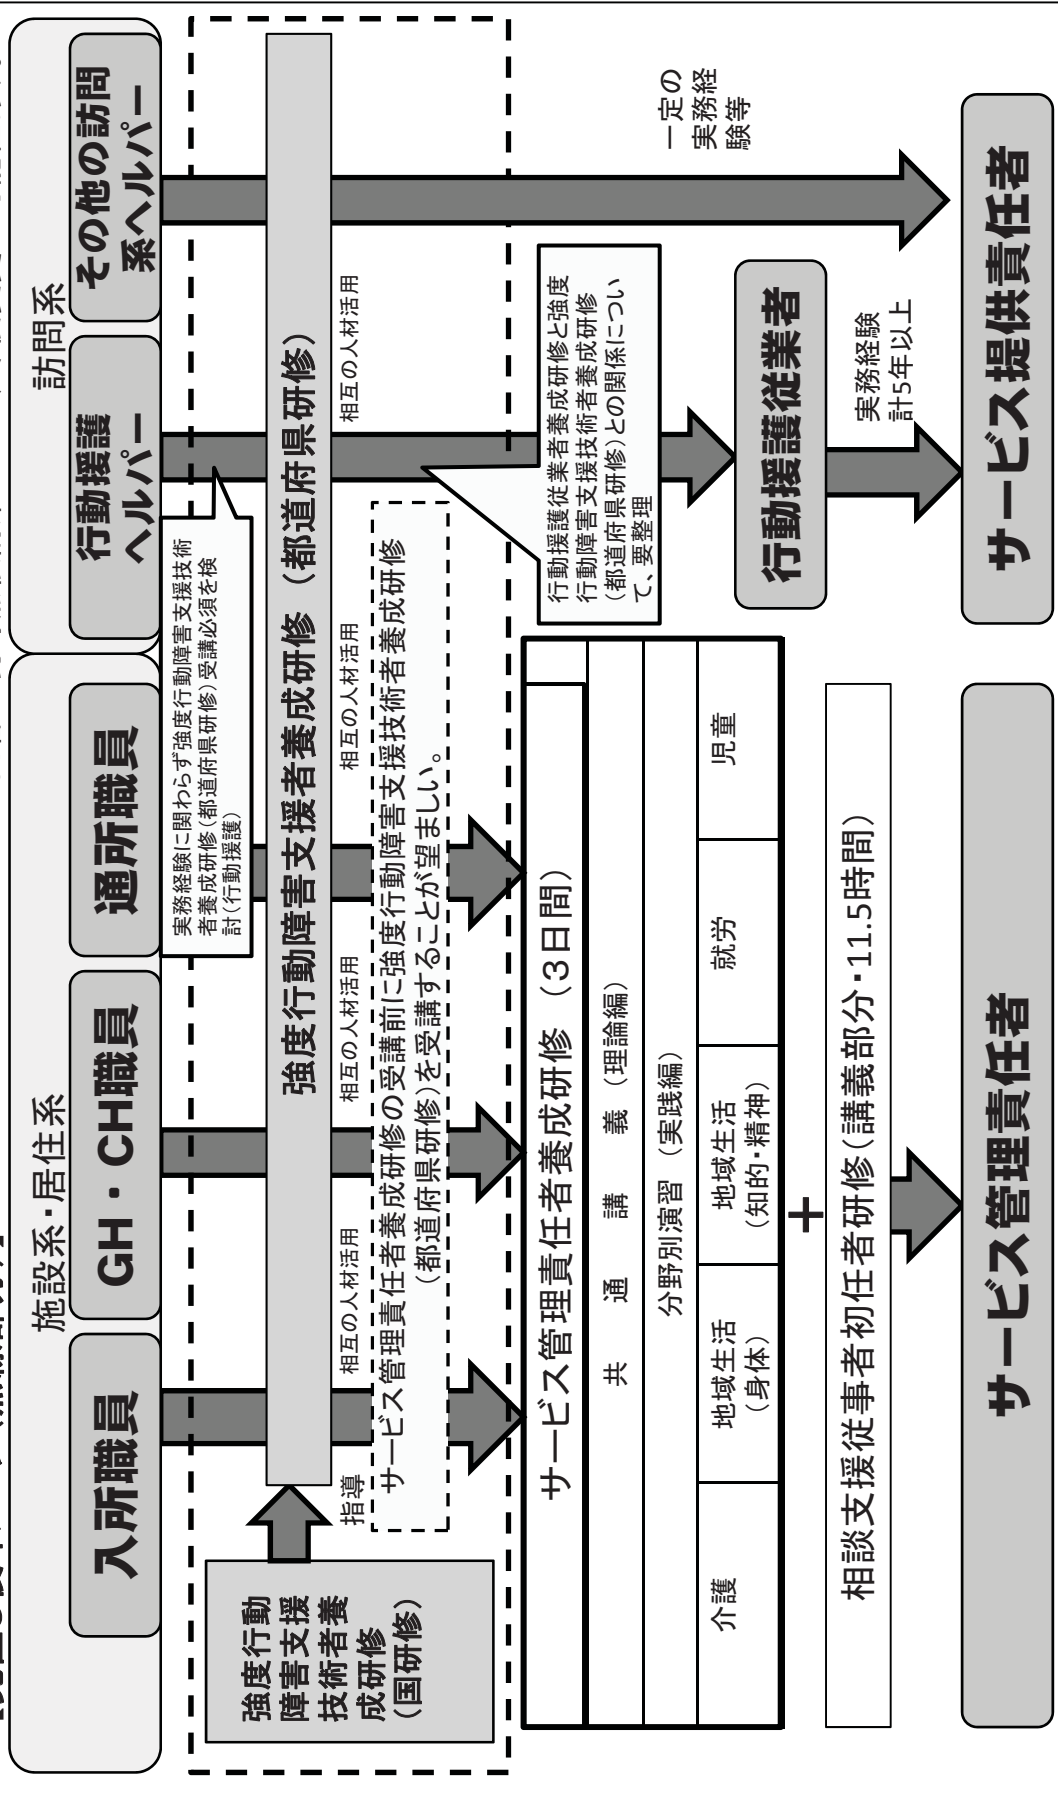 施設系・居住系
訪問系
入所職員
GH・CH職員
通所職員
行動援護
ヘルパー
その他の訪問
系ヘルパー
実務経験に関わらず強度行動障害支援技術
者養成研修(都道府県研修)受講必須を検
討(行動援護)
強度行動
障害支援
技術者養
成研修
(国研修)
強度行動障害支援者養成研修 (都道府県研修)
指導
相互の人材活用
相互の人材活用
相互の人材活用
相互の人材活用
サービス管理責任者養成研修の受講前に強度行動障害支援技術者養成研修
(都道府県研修)を受講することが望ましい。
行動援護従業者養成研修と強度
行動障害支援技術者養成研修
(都道府県研修)との関係につい
て、要整理
一定の
実務経
験等
サービス管理責任者養成研修 (3日間)
共 通 講 義 (理論編)
分野別演習 (実践編)
介護
地域生活
(身体)
地域生活
(知的・精神)
就労
児童
+
相談支援従事者初任者研修(講義部分・11.5時間)
行動援護従業者
実務経験
計5年以上
サービス管理責任者
サービス提供責任者